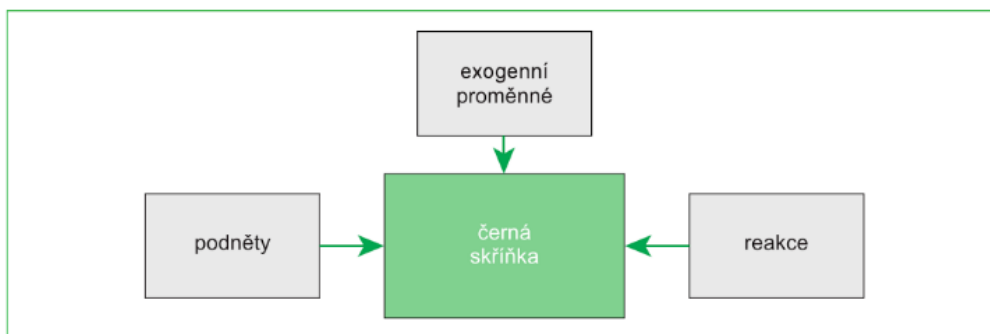 exogenní
proměnné
podněty
černá
skříňka
reakce